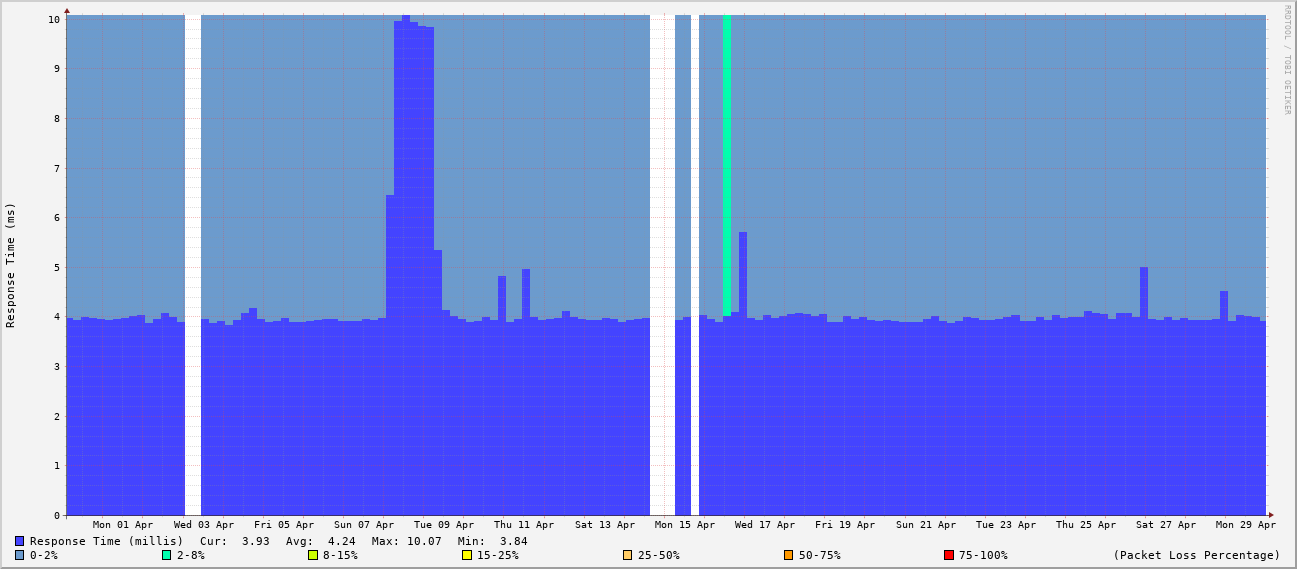 RRDTOOL / TOBI OETIKER
Response Time (ms)
10
9
8
7
6
5
4
3
2
1
0
Mon 01 Apr Wed 03 Apr Fri 05 Apr Sun 07 Apr Tue 09 Apr Thu 11 Apr Sat 13 Apr Mon 15 Apr Wed 17 Apr Fri 19 Apr Sun 21 Apr Tue 23 Apr Thu 25 Apr Sat 27 Apr Mon 29 Apr
Response Time (millis) Cur: 3.93 Avg: 4.24 Max: 10.07 Min: 3.84
0-2% 2-8% 8-15% 15-25% 25-50% 50-75% 75-100% (Packet Loss Percentage)